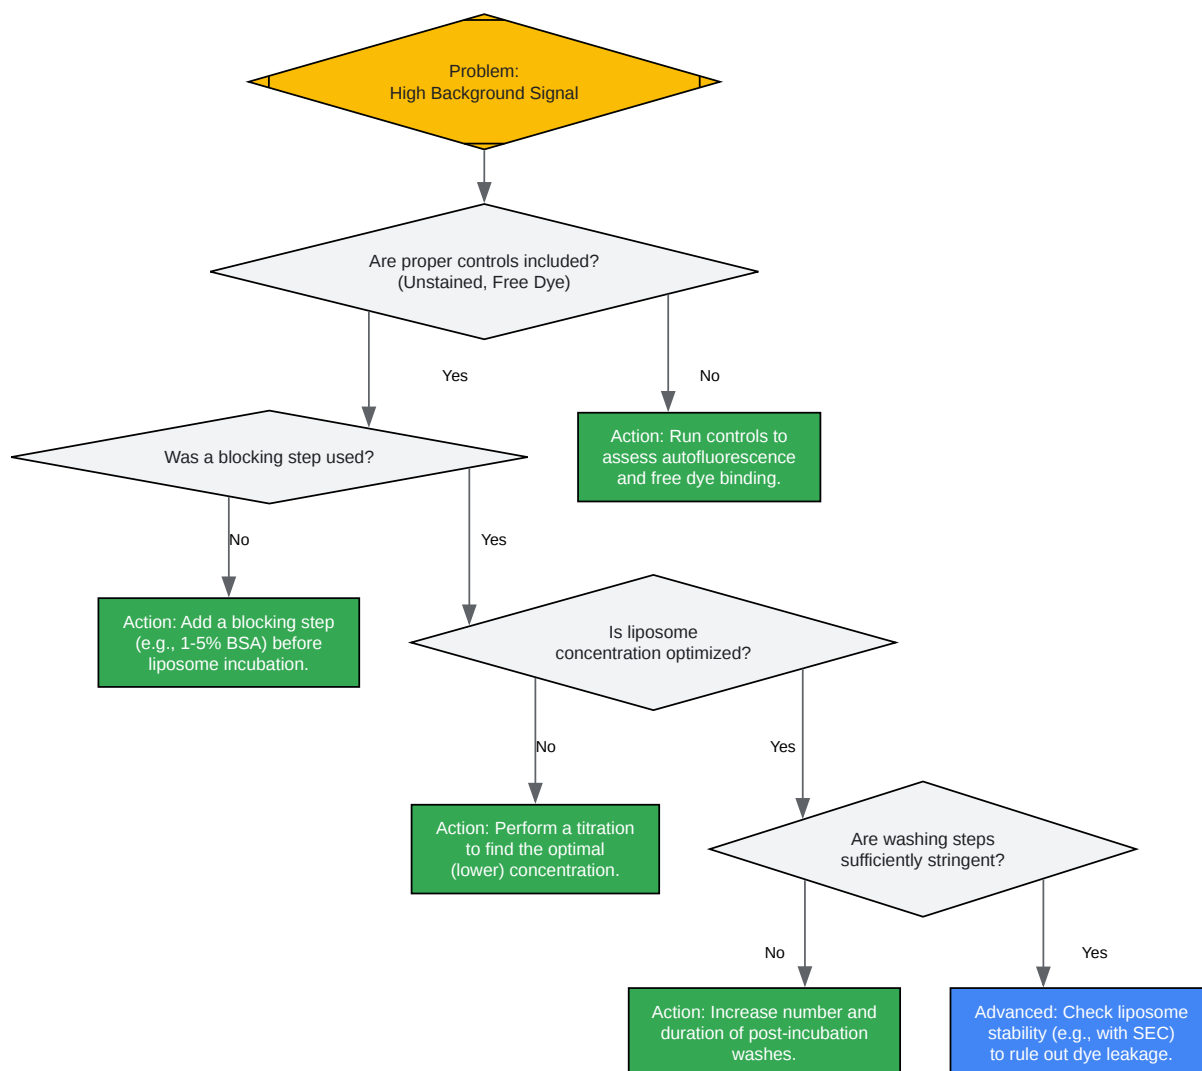 Problem:
High Background Signal
Are proper controls included?
(Unstained, Free Dye)
Yes
No
Was a blocking step used?
Action: Run controls to
assess autofluorescence
and free dye binding.
No
Yes
Action: Add a blocking step
(e.g., 1-5% BSA) before
liposome incubation.
Is liposome
concentration optimized?
No
Yes
Action: Perform a titration
to find the optimal
(lower) concentration.
Are washing steps
sufficiently stringent?
No
Yes
Action: Increase number and
duration of post-incubation
washes.
Advanced: Check liposome
stability (e.g., with SEC)
to rule out dye leakage.